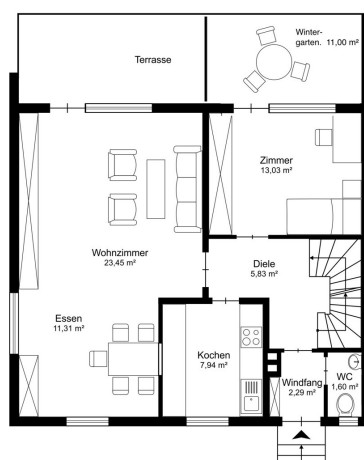 Winter-
garten. 11,00 m²
Terrasse
Zimmer
13,03 m²
Wohnzimmer
23,45 m²
Diele
5,83 m²
Essen
11,31 m²
Kochen
7,94 m²
Windfang
2,29 m²
WC
1,60 m²